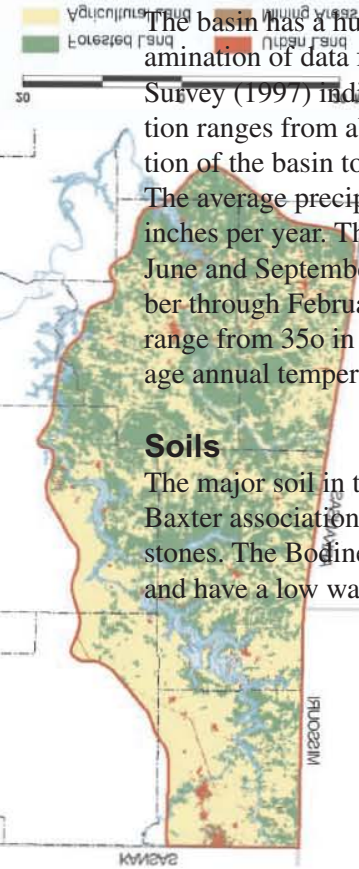 Agricultural Land
Mining Areas
Forested Land
Urban Land
20
The basin has a hu
amination of data
Survey (1997) indi
tion ranges from a
tion of the basin to
The average precip
inches per year. Th
June and Septembe
ber through Februa
range from 35o in
age annual temper
Soils
The major soil in t
Baxter association
stones. The Bodine
and have a low wa
ARKANSAS
MISSOURI
KANSAS